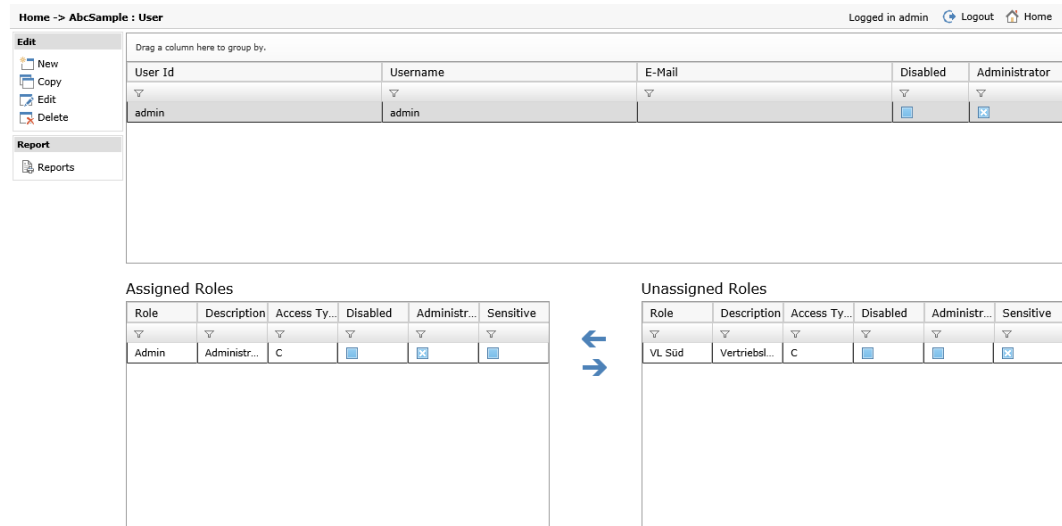 Home -> AbcSample : User
Logged in admin Logout Home
Edit
New
Copy
Edit
Delete
Report
Reports
Drag a column here to group by.
User Id Username E-Mail Disabled Administrator
admin admin
Assigned Roles
Role Description Access Ty... Disabled Administr... Sensitive
Admin Administr... C
Unassigned Roles
Role Description Access Ty... Disabled Administr... Sensitive
VL Süd Vertriebsl... C